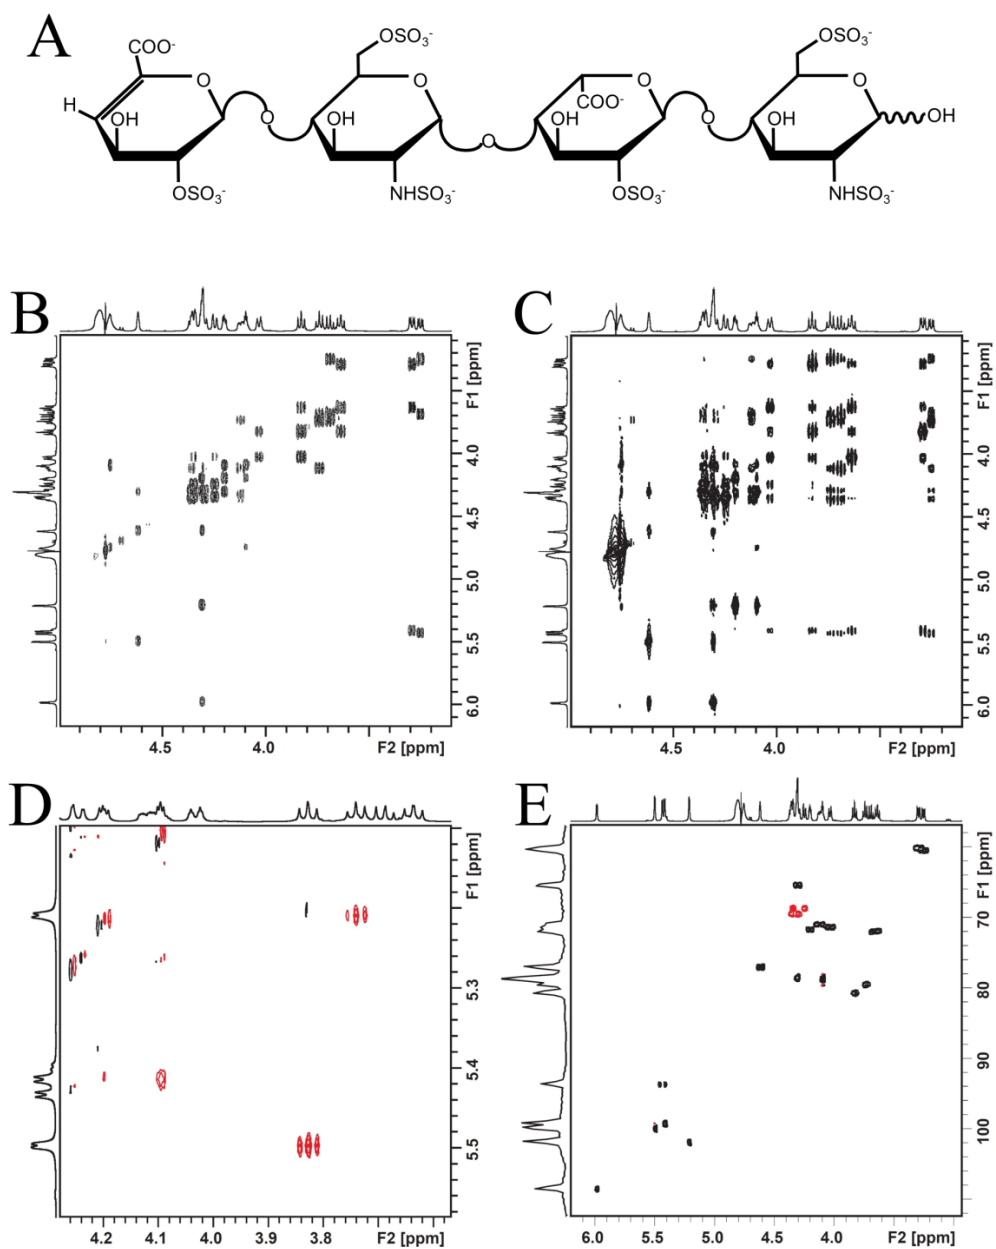 A
COO-
OSO3-
OSO3-
O
O
O
O
H
OH
O
OH
O
COO-
OH
O
OH
OH
OSO3-
NHSO3-
OSO3-
NHSO3-
B
F1 [ppm]
4.0
4.5
5.0
5.5
6.0
4.5
4.0
F2 [ppm]
C
F1 [ppm]
4.0
4.5
5.0
5.5
6.0
4.5
4.0
F2 [ppm]
D
F1 [ppm]
5.3
5.4
5.5
4.2
4.1
4.0
3.9
3.8
F2 [ppm]
E
F1 [ppm]
70
80
90
100
6.0
5.5
5.0
4.5
4.0
F2 [ppm]